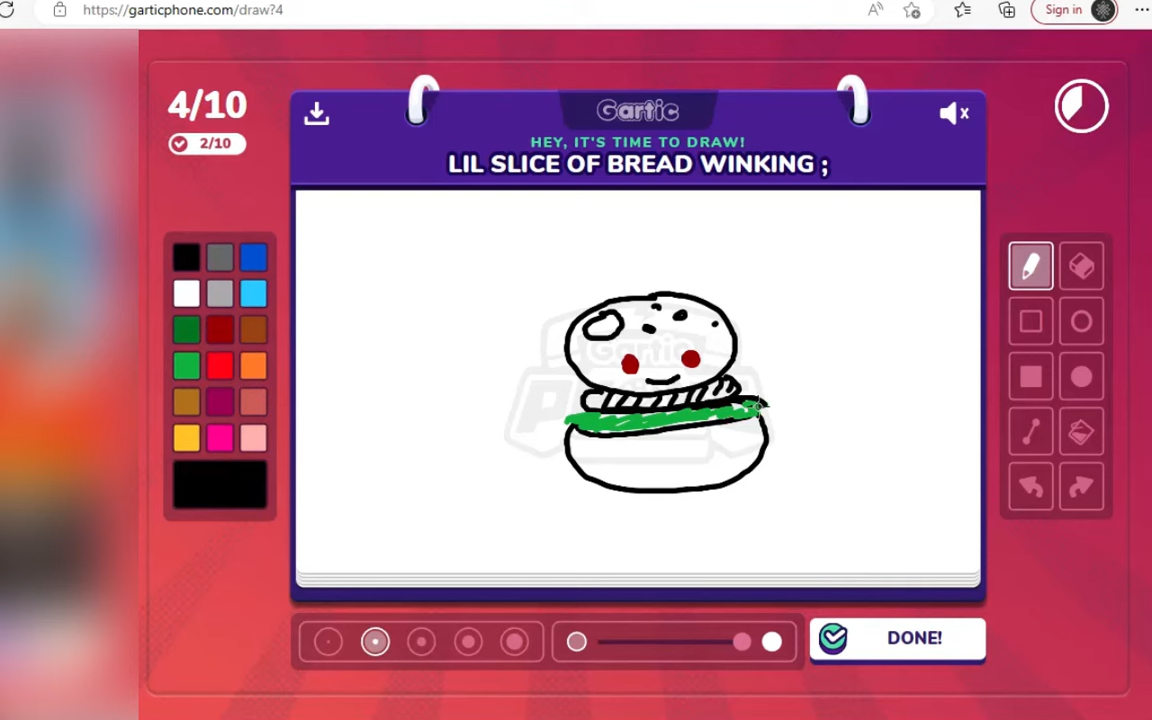 https://garticphone.com/draw?4
Sign in
4/10
2/10
Gartic
HEY, IT'S TIME TO DRAW!
LIL SLICE OF BREAD WINKING ;
Gartic
DONE!